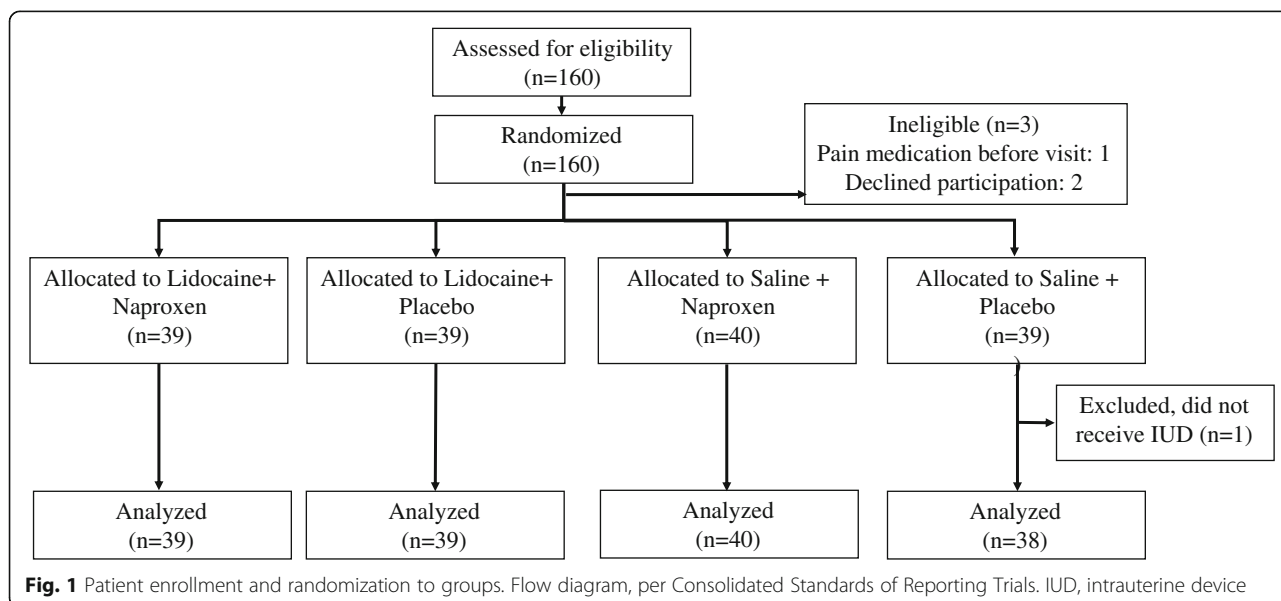 Assessed for eligibility
(n=160)
Randomized
(n=160)
Ineligible (n=3)
Pain medication before visit: 1
Declined participation: 2
Allocated to Lidocaine+
Naproxen
(n=39)
Allocated to Lidocaine+
Placebo
(n=39)
Allocated to Saline +
Naproxen
(n=40)
Allocated to Saline +
Placebo
(n=39)
)
Excluded, did not
receive IUD (n=1)
Analyzed
(n=39)
Analyzed
(n=39)
Analyzed
(n=40)
Analyzed
(n=38)
Fig. 1 Patient enrollment and randomization to groups. Flow diagram, per Consolidated Standards of Reporting Trials. IUD, intrauterine device